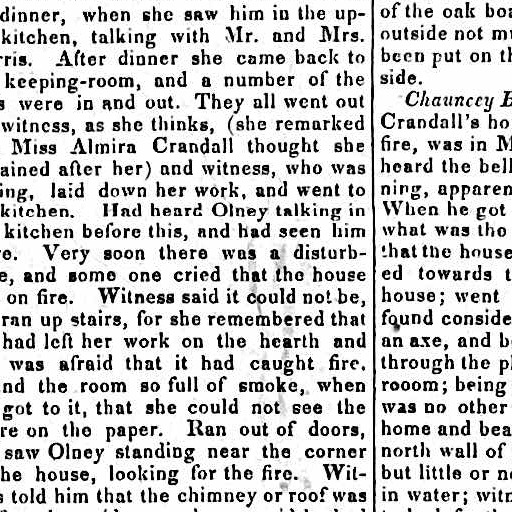 dinner, when she saw him in the up-
kitchen, talking with Mr. and Mrs.
rris. After dinner she came back to
keeping-room, and a number of the
s were in and out. They all went out
witness, as she thinks, (she remarked
Miss Almira Crandall thought she
ained after her) and witness, who was
ing, laid down her work, and went to
kitchen. Had heard Olney talking in
kitchen before this, and had seen him
re. Very soon there was a disturb-
e, and some one cried that the house
on fire. Witness said it could not be,
ran up stairs, for she remembered that
had left her work on the hearth and
was afraid that it had caught fire.
nd the room so full of smoke, when
got to it, that she could not see the
re on the paper. Ran out of doors,
saw Olney standing near the corner
he house, looking for the fire. Wit-
s told him that the chimney or roof was
of the oak boa
outside not mu
been put on th
side.
Chauncey B
Crandall's ho
fire, was in M
heard the bell
ning, apparen
When he got
what was tho
that the house
ed towards t
house; went
found conside
an axe, and b
through the pl
rooom; being
was no other
home and bea
north wall of
but little or no
in water; witn